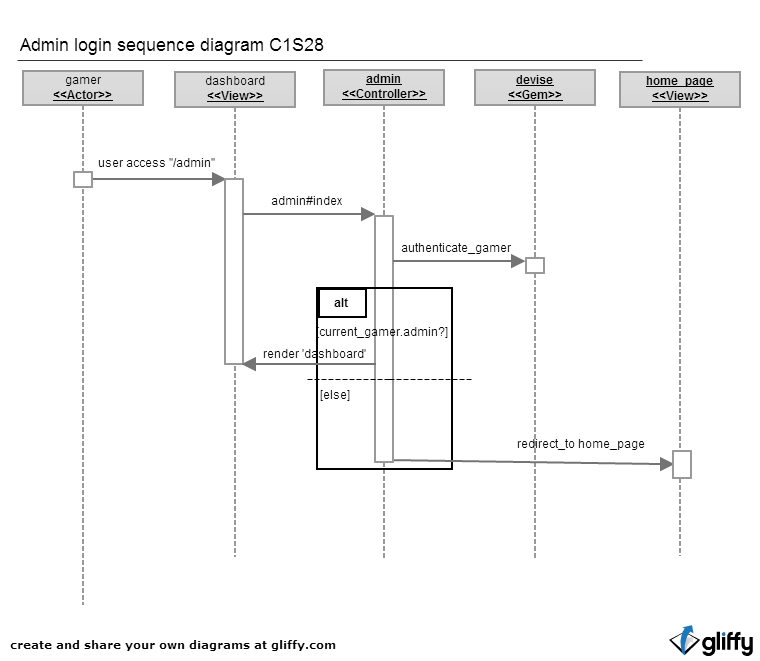 Admin login sequence diagram C1S28
gamer
<<Actor>>
dashboard
<<View>>
admin
<<Controller>>
devise
<<Gem>>
home_page
<<View>>
user access "/admin"
admin#index
authenticate_gamer
alt
[current_gamer.admin?]
render 'dashboard'
[else]
redirect_to home_page
create and share your own diagrams at gliffy.com
gliffy